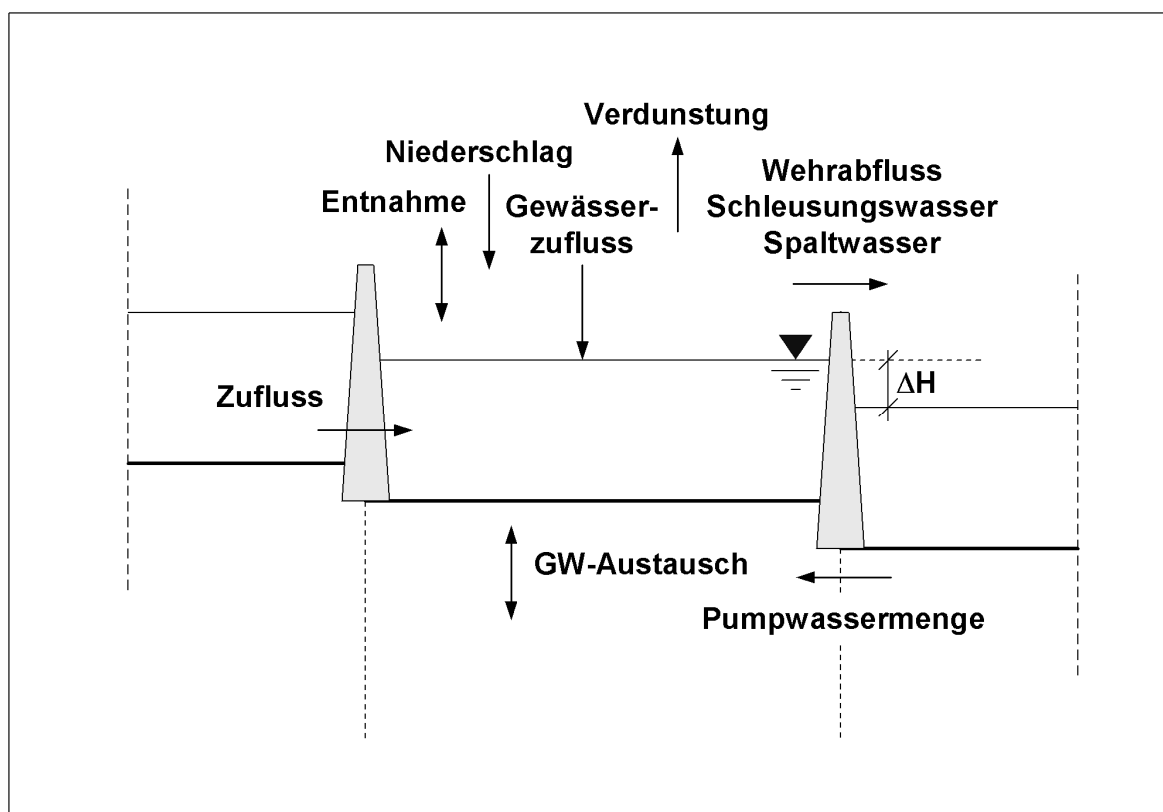 Verdunstung
Niederschlag
Entnahme
Gewässer-
zufluss
Wehrabfluss
Schleusungswasser
Spaltwasser
ΔH
Zufluss
GW-Austausch
Pumpwassermenge